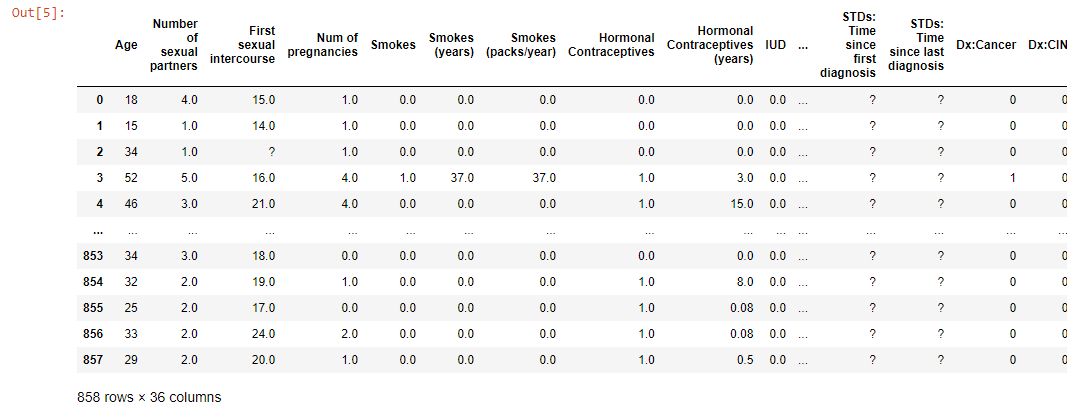 Out[5]:
Age Number of sexual partners First sexual intercourse Num of pregnancies Smokes Smokes (years) Smokes (packs/year) Hormonal Contraceptives Hormonal Contraceptives (years) IUD ... STDs: Time since first diagnosis STDs: Time since last diagnosis Dx:Cancer Dx:CIN
0 18 4.0 15.0 1.0 0.0 0.0 0.0 0.0 0.0 0.0 ... ? ? 0 0
1 15 1.0 14.0 1.0 0.0 0.0 0.0 0.0 0.0 0.0 ... ? ? 0 0
2 34 1.0 ? 1.0 0.0 0.0 0.0 0.0 0.0 0.0 ... ? ? 0 0
3 52 5.0 16.0 4.0 1.0 37.0 37.0 1.0 3.0 0.0 ... ? ? 1 0
4 46 3.0 21.0 4.0 0.0 0.0 0.0 1.0 15.0 0.0 ... ? ? 0 0
... ... ... ... ... ... ... ... ... ... ... ... ... ... ... ...
853 34 3.0 18.0 0.0 0.0 0.0 0.0 0.0 0.0 0.0 ... ? ? 0 0
854 32 2.0 19.0 1.0 0.0 0.0 0.0 1.0 8.0 0.0 ... ? ? 0 0
855 25 2.0 17.0 0.0 0.0 0.0 0.0 1.0 0.08 0.0 ... ? ? 0 0
856 33 2.0 24.0 2.0 0.0 0.0 0.0 1.0 0.08 0.0 ... ? ? 0 0
857 29 2.0 20.0 1.0 0.0 0.0 0.0 1.0 0.5 0.0 ... ? ? 0 0
858 rows × 36 columns